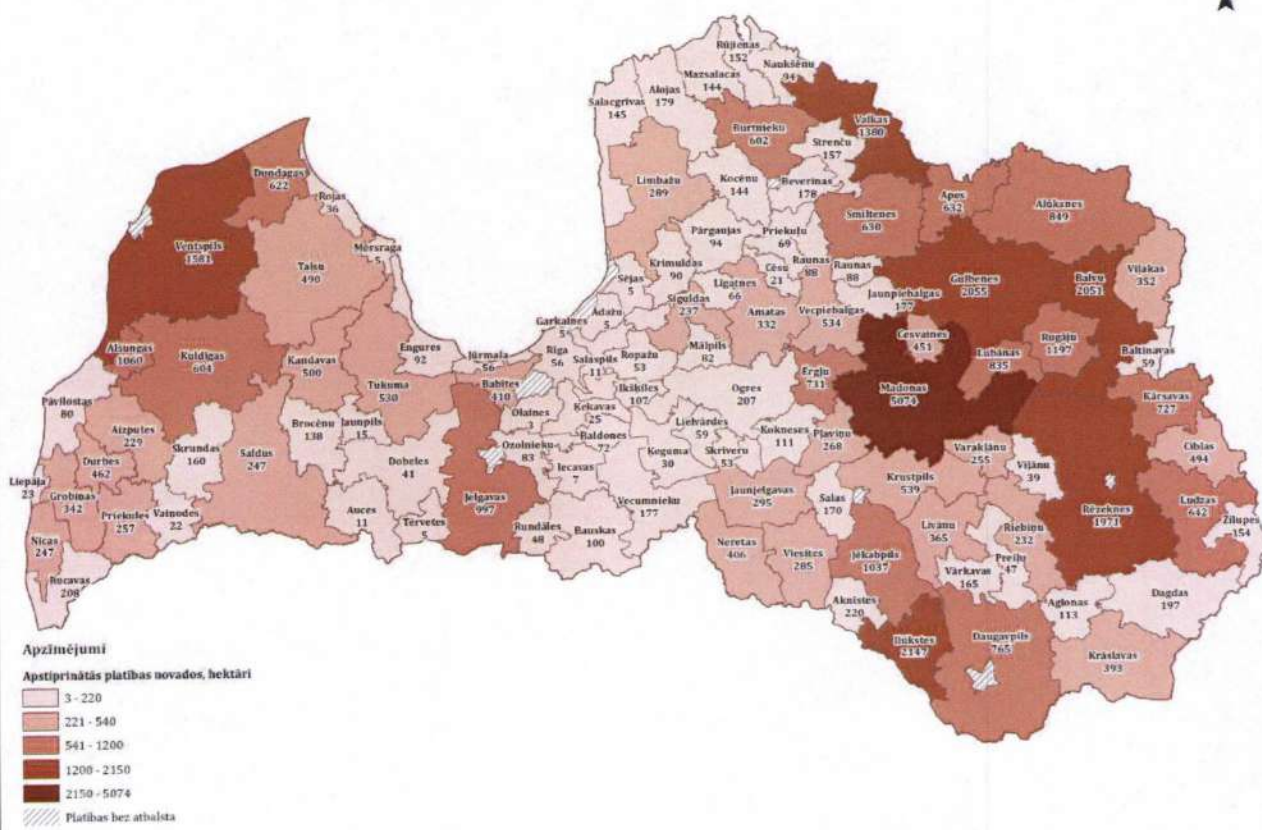 Rūjienas
152
Naukšēnu
94
Mazsalacas
144
Alojas
179
Salacgrīvas
145
Valkas
1380
Burtnieku
602
Strenču
157
Dundagas
622
Rojas
36
Limbažu
289
Kocēnu
144
Beverīnas
178
Apes
632
Alūksnes
849
Smiltenes
630
Ventspils
1581
Mērsraga
5
Talsu
490
Pārgaujas
94
Priekuļu
69
Krimuldas
90
Cēsu
21
Raunas
88
Raunas
88
Gulbenes
2055
Balvu
2051
Viļakas
352
Sējas
5
Līgatnes
66
Jaunpiebalgas
177
Siguldas
237
Amatas
332
Vecpiebalgas
534
Ādažu
5
Garkalnes
5
Alsungas
1060
Kuldīgas
604
Kandavas
500
Engures
92
Jūrmala
56
Rīga
56
Salaspils
11
Ropažu
53
Mālpils
82
Cesvaines
451
Lubānas
835
Rugāju
1197
Baltinavas
59
Tukuma
530
Babītes
410
Ikšķiles
107
Ogres
207
Ērgļu
731
Madonas
5074
Kārsavas
727
Pāvilostas
80
Olaines
3
Ķekavas
25
Aizputes
229
Skrundas
160
Brocēnu
138
Jaunpils
15
Ozolnieku
83
Baldones
72
Lielvārdes
59
Kokneses
111
Pļaviņu
268
Varakļānu
255
Ciblas
494
Saldus
247
Dobeles
41
Iecavas
7
Ķeguma
30
Skrīveru
53
Viļānu
39
Durbes
462
Liepāja
23
Grobiņas
342
Krustpils
539
Rēzeknes
1971
Ludzas
642
Jelgavas
997
Vecumnieku
177
Jaunjelgavas
295
Salas
170
Zilupes
154
Priekules
257
Vaiņodes
22
Auces
11
Tērvetes
5
Rundāles
48
Bauskas
100
Līvānu
365
Riebiņu
232
Nīcas
247
Neretas
406
Viesītes
285
Jēkabpils
1037
Preiļu
47
Vārkavas
165
Rucavas
208
Aknīstes
220
Aglonas
113
Dagdas
197
Ilūkstes
2147
Daugavpils
765
Krāslavas
393
Apzīmējumi
Apstiprinātās platības novados, hektāri
3 - 220
221 - 540
541 - 1200
1200 - 2150
2150 - 5074
Platības bez atbalsta